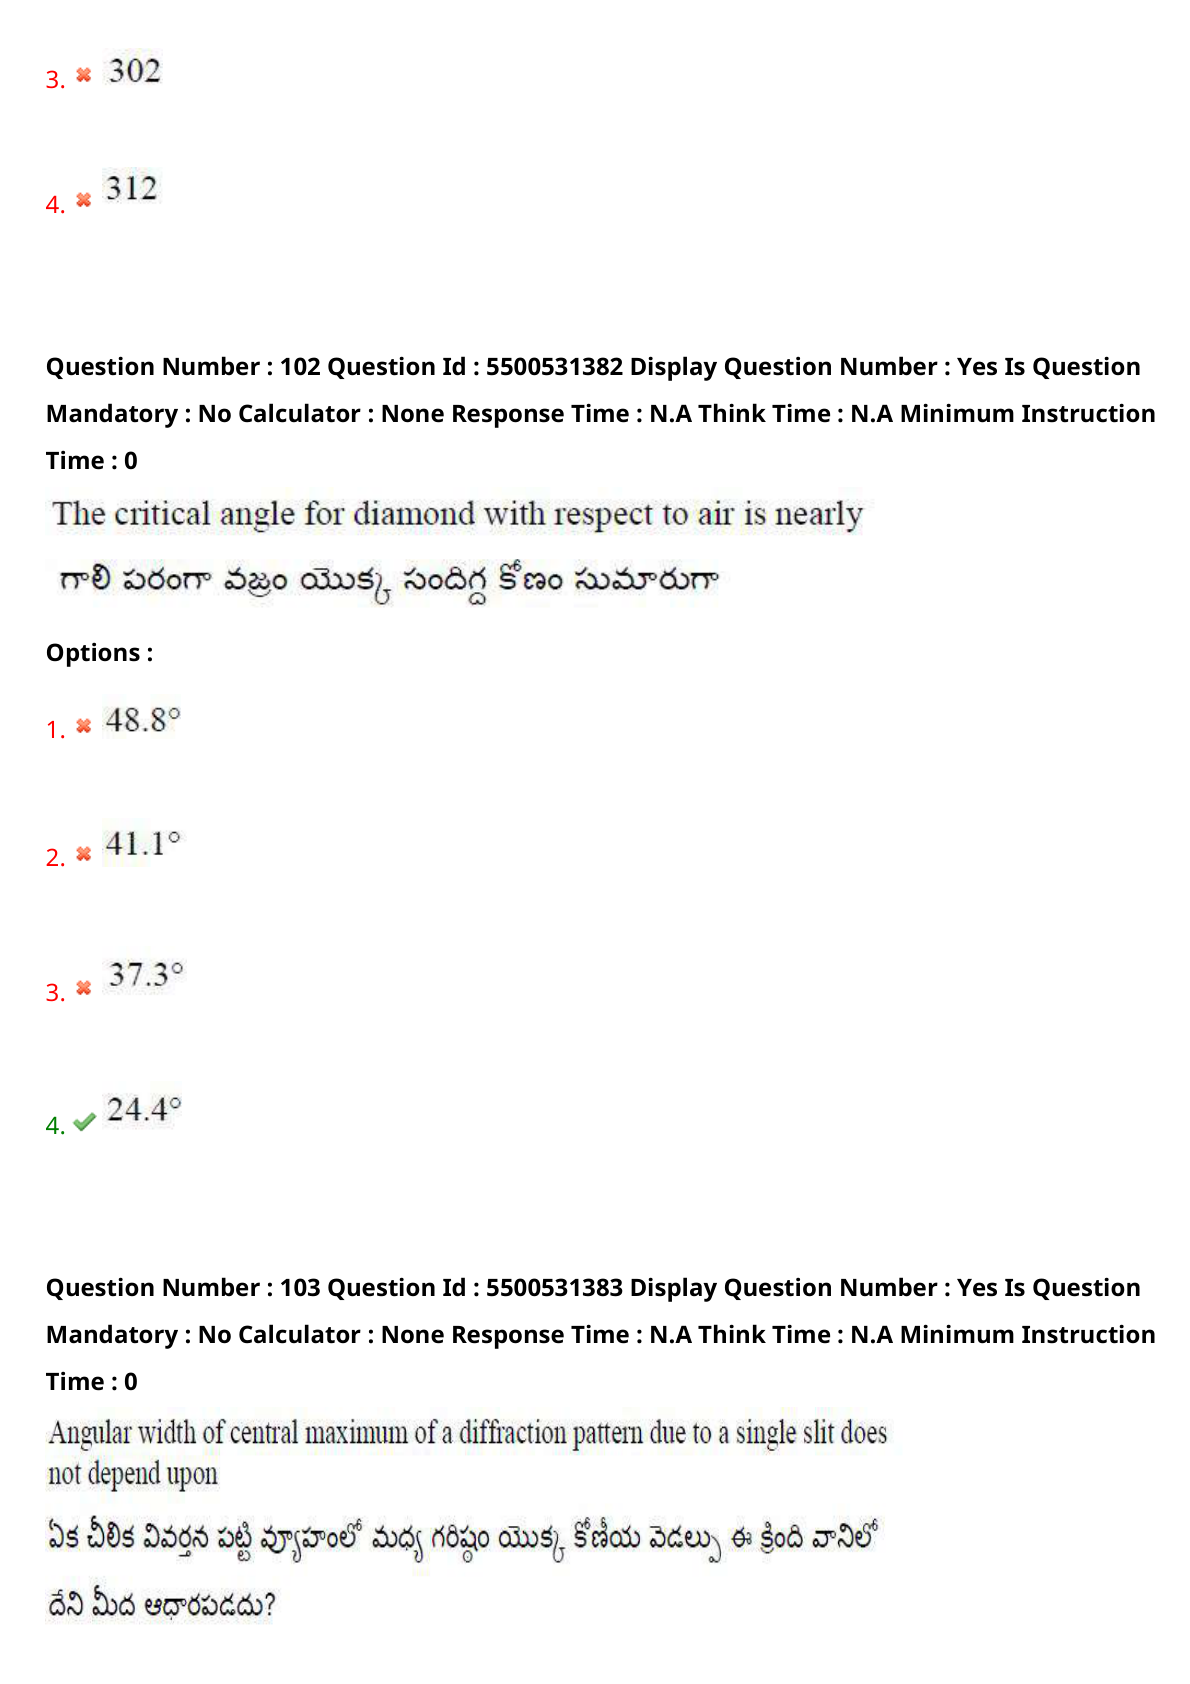 3. 302
4. 312
Question Number : 102 Question Id : 5500531382 Display Question Number : Yes Is Question
Mandatory : No Calculator : None Response Time : N.A Think Time : N.A Minimum Instruction
Time : 0
The critical angle for diamond with respect to air is nearly
గాలి పరంగా వజ్రం యొక్క సందిగ్ద కోణం సుమారుగా
Options :
1. 48.8°
2. 41.1°
3. 37.3°
4. 24.4°
Question Number : 103 Question Id : 5500531383 Display Question Number : Yes Is Question
Mandatory : No Calculator : None Response Time : N.A Think Time : N.A Minimum Instruction
Time : 0
Angular width of central maximum of a diffraction pattern due to a single slit does
not depend upon
ఏక చీలిక వివర్తన పట్టి వ్యూహంలో మధ్య గరిష్ఠం యొక్క కోణీయ వెడల్పు ఈ క్రింది వానిలో
దేని మీద ఆధారపడదు?